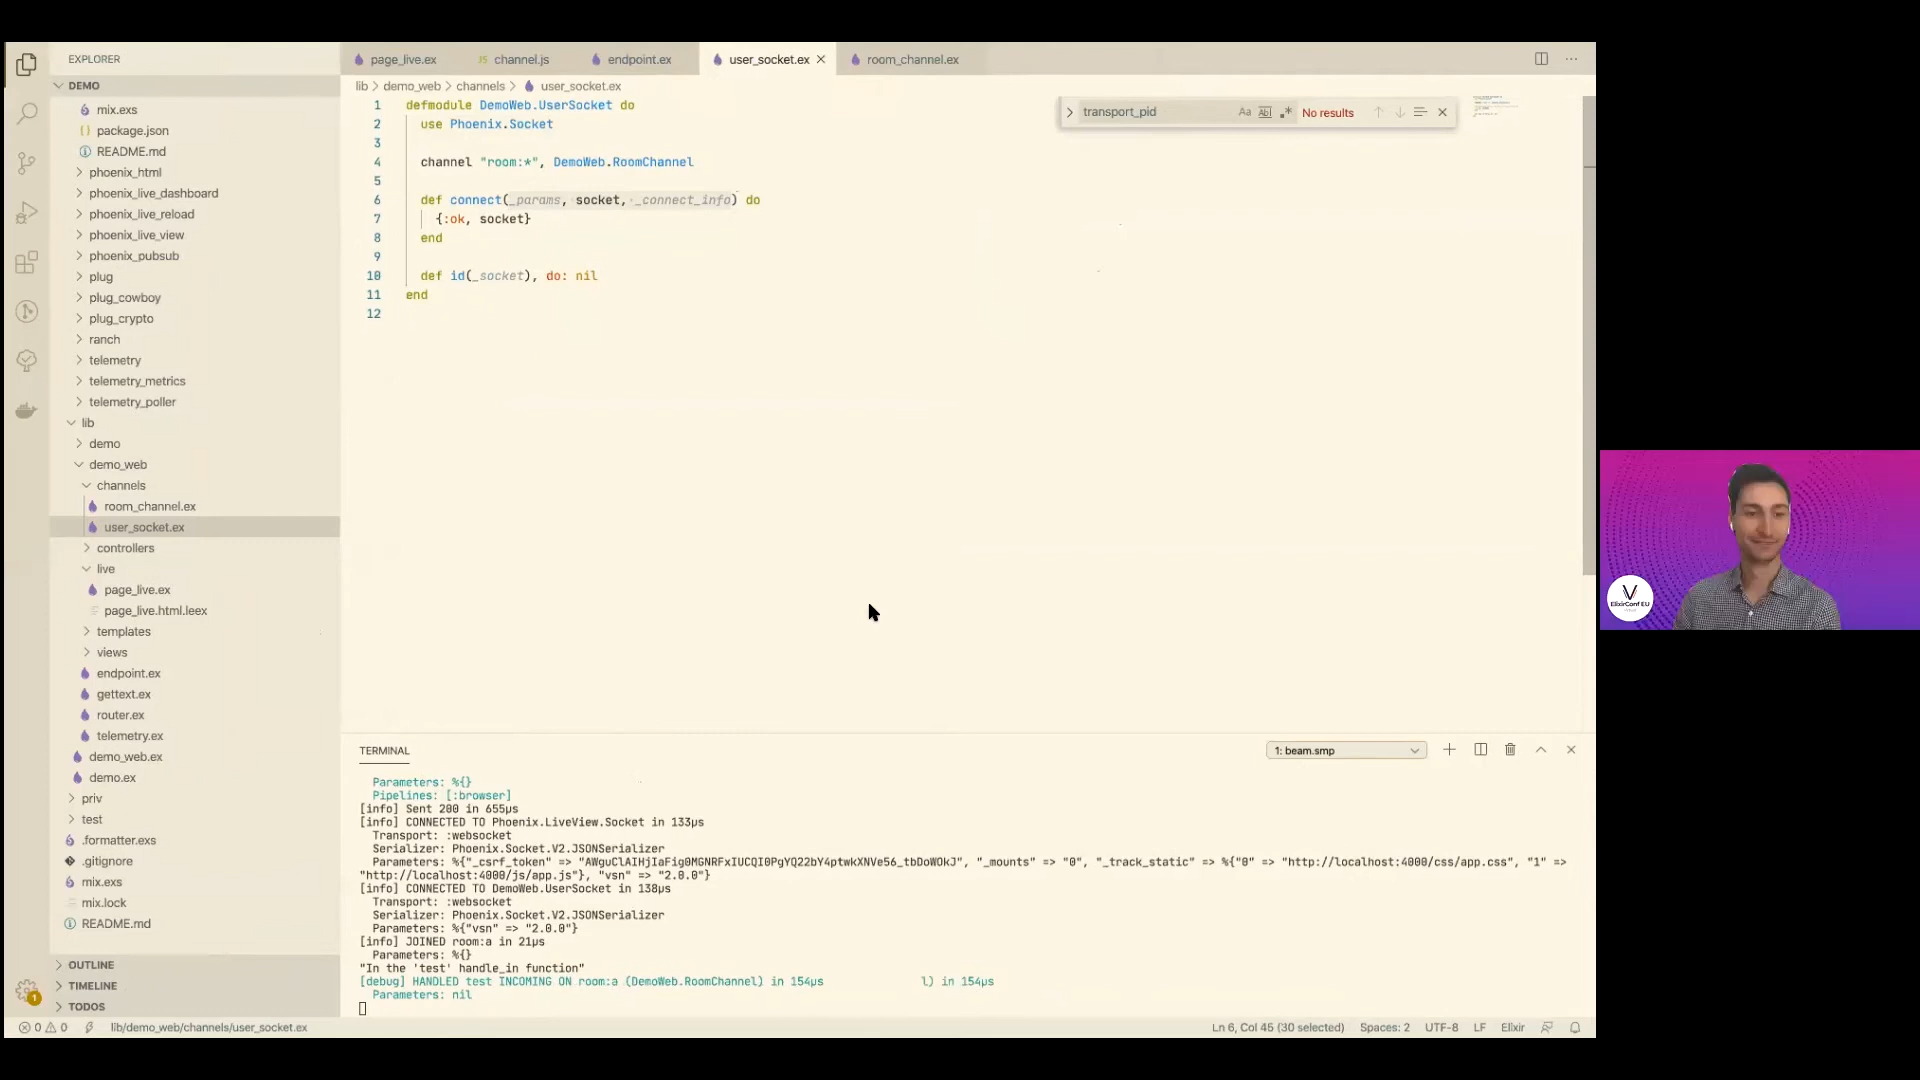 EXPLORER
DEMO
mix.exs
package.json
README.md
phoenix_html
phoenix_live_dashboard
phoenix_live_reload
phoenix_live_view
phoenix_pubsub
plug
plug_cowboy
plug_crypto
ranch
telemetry
telemetry_metrics
telemetry_poller
lib
demo
demo_web
channels
room_channel.ex
user_socket.ex
controllers
live
page_live.ex
page_live.html.leex
templates
views
endpoint.ex
gettext.ex
router.ex
telemetry.ex
demo_web.ex
demo.ex
priv
test
.formatter.exs
.gitignore
mix.exs
mix.lock
README.md
OUTLINE
TIMELINE
TODOS
page_live.ex JS channel.js endpoint.ex user_socket.ex room_channel.ex
lib > demo_web > channels > user_socket.ex
transport_pid Aa Abl .* No results
1 defmodule DemoWeb.UserSocket do
2 use Phoenix.Socket
3
4 channel "room:*", DemoWeb.RoomChannel
5
6 def connect(_params, socket, _connect_info) do
7 {:ok, socket}
8 end
9
10 def id(_socket), do: nil
11 end
12
TERMINAL
1: beam.smp
Parameters: %{}
Pipelines: [:browser]
[info] Sent 200 in 655µs
[info] CONNECTED TO Phoenix.LiveView.Socket in 133µs
Transport: :websocket
Serializer: Phoenix.Socket.V2.JSONSerializer
Parameters: %{"_csrf_token" => "AWguClAIHjIaFig0MGNRFxIUCQI0PgYQ22bY4ptwkXNVe56_tbDoWOkJ", "_mounts" => "0", "_track_static" => %{"0" => "http://localhost:4000/css/app.css", "1" =>
"http://localhost:4000/js/app.js"}, "vsn" => "2.0.0"}
[info] CONNECTED TO DemoWeb.UserSocket in 138µs
Transport: :websocket
Serializer: Phoenix.Socket.V2.JSONSerializer
Parameters: %{"vsn" => "2.0.0"}
[info] JOINED room:a in 21µs
Parameters: %{}
"In the 'test' handle_in function"
[debug] HANDLED test INCOMING ON room:a (DemoWeb.RoomChannel) in 154µs l) in 154µs
Parameters: nil
1
0 0 lib/demo_web/channels/user_socket.ex
Ln 6, Col 45 (30 selected) Spaces: 2 UTF-8 LF Elixir
ElixirConf EU